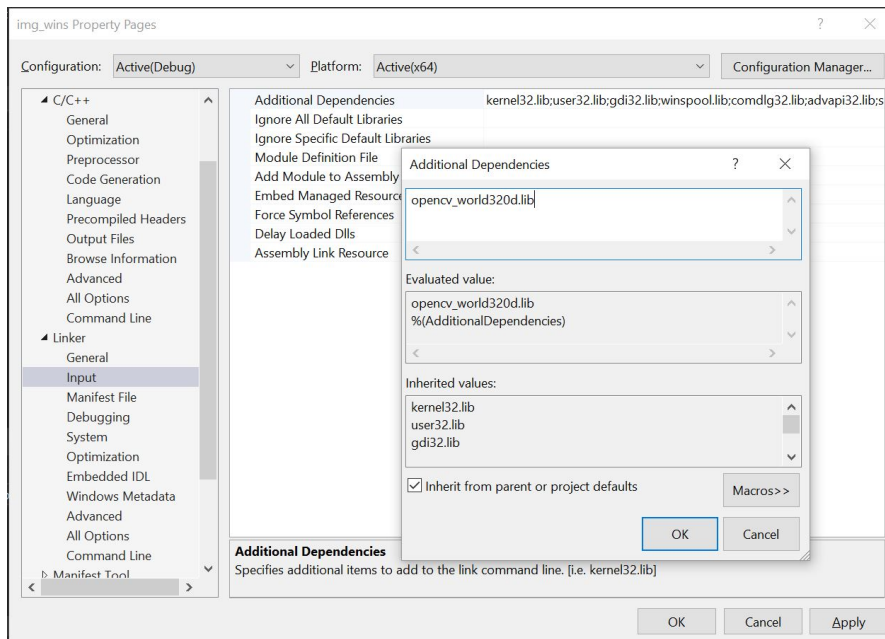 img_wins Property Pages
? ×
Configuration: Active(Debug) Platform: Active(x64) Configuration Manager...
C/C++
General
Optimization
Preprocessor
Code Generation
Language
Precompiled Headers
Output Files
Browse Information
Advanced
All Options
Command Line
Linker
General
Input
Manifest File
Debugging
System
Optimization
Embedded IDL
Windows Metadata
Advanced
All Options
Command Line
Manifest Tool
Additional Dependencies kernel32.lib;user32.lib;gdi32.lib;winspool.lib;comdlg32.lib;advapi32.lib;s
Ignore All Default Libraries
Ignore Specific Default Libraries
Module Definition File
Add Module to Assembly
Embed Managed Resource
Force Symbol References
Delay Loaded Dlls
Assembly Link Resource
Additional Dependencies ? ×
opencv_world320d.lib
Evaluated value:
opencv_world320d.lib
%(AdditionalDependencies)
Inherited values:
kernel32.lib
user32.lib
gdi32.lib
Inherit from parent or project defaults
Macros>>
OK Cancel
Additional Dependencies
Specifies additional items to add to the link command line. [i.e. kernel32.lib]
OK Cancel Apply